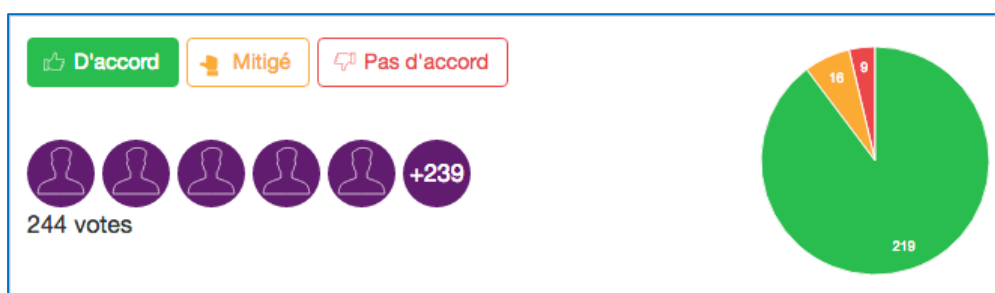 D'accord
Mitigé
Pas d'accord
+239
244 votes
16
9
219